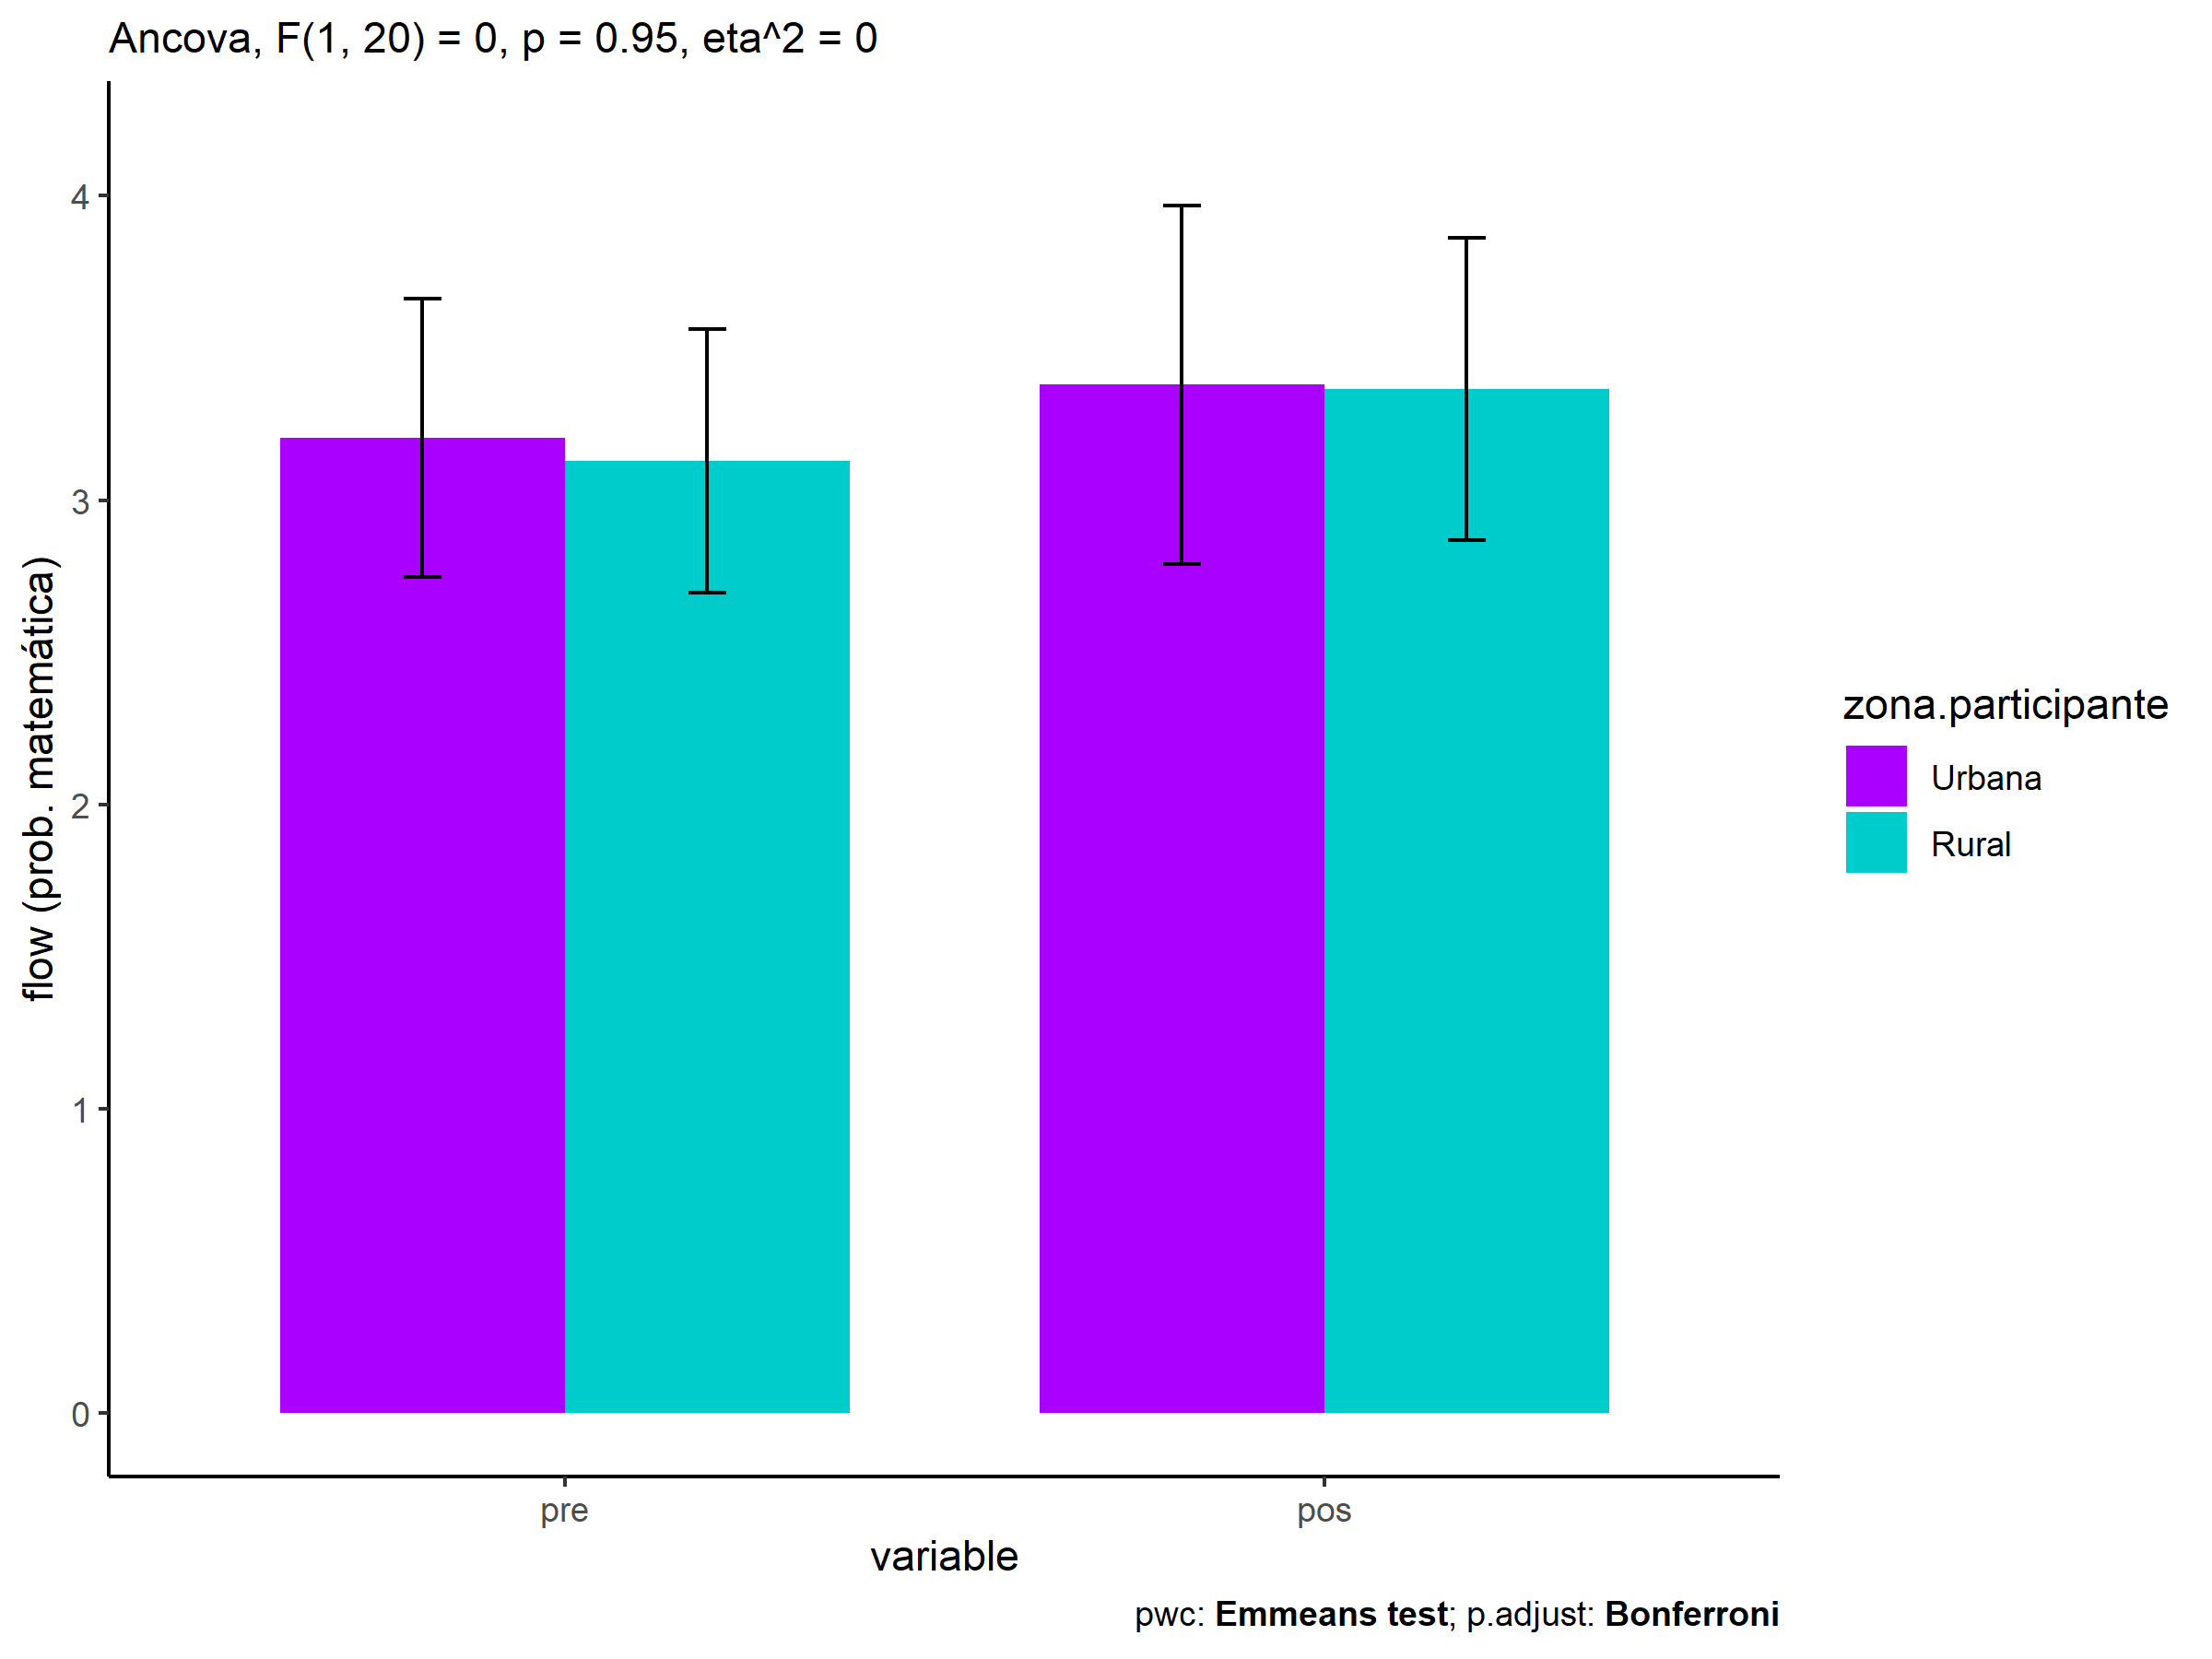 Ancova, F(1, 20) = 0, p = 0.95, eta^2 = 0
4
3
2
1
0
flow (prob. matemática)
pre
pos
variable
zona.participante
Urbana
Rural
pwc: Emmeans test; p.adjust: Bonferroni